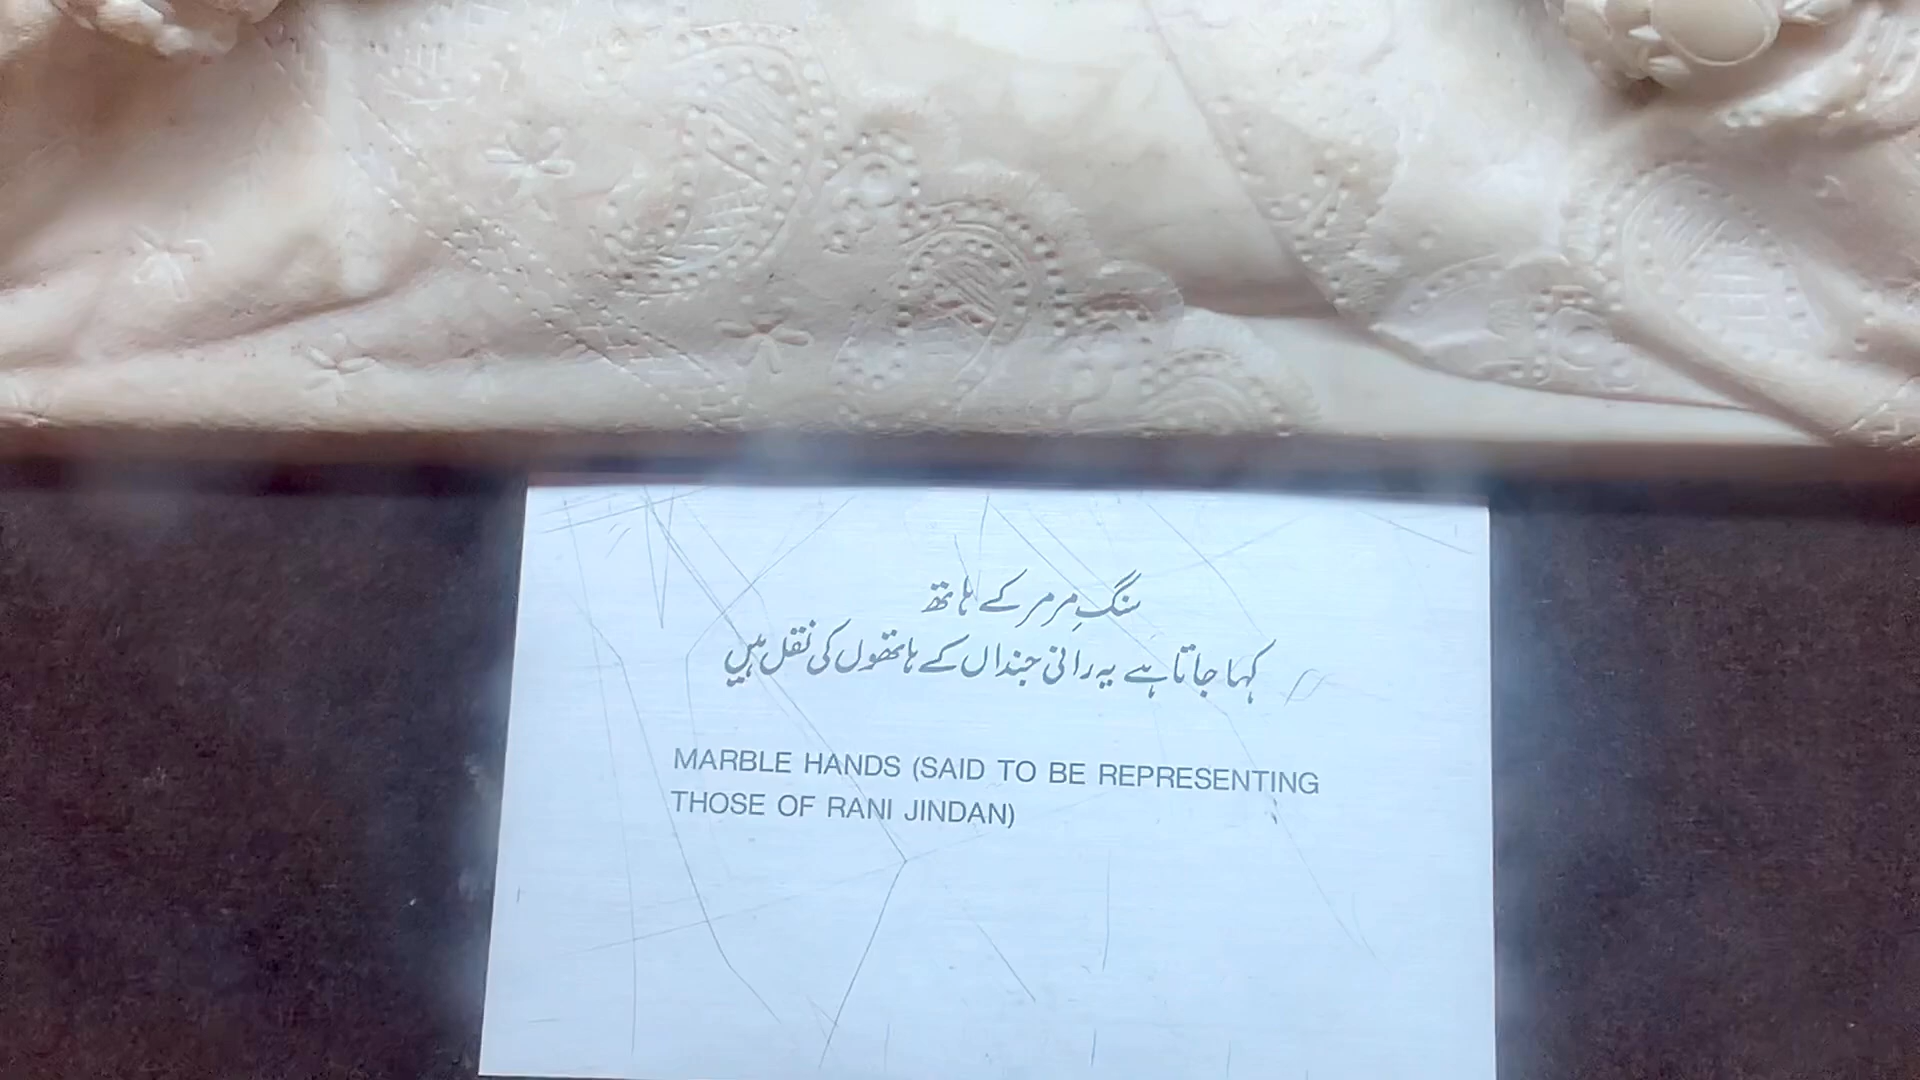 سنگِ مرمر کے ہاتھ
کہا جاتا ہے یہ رانی جنداں کے ہاتھوں کی نقل ہیں
MARBLE HANDS (SAID TO BE REPRESENTING
THOSE OF RANI JINDAN)